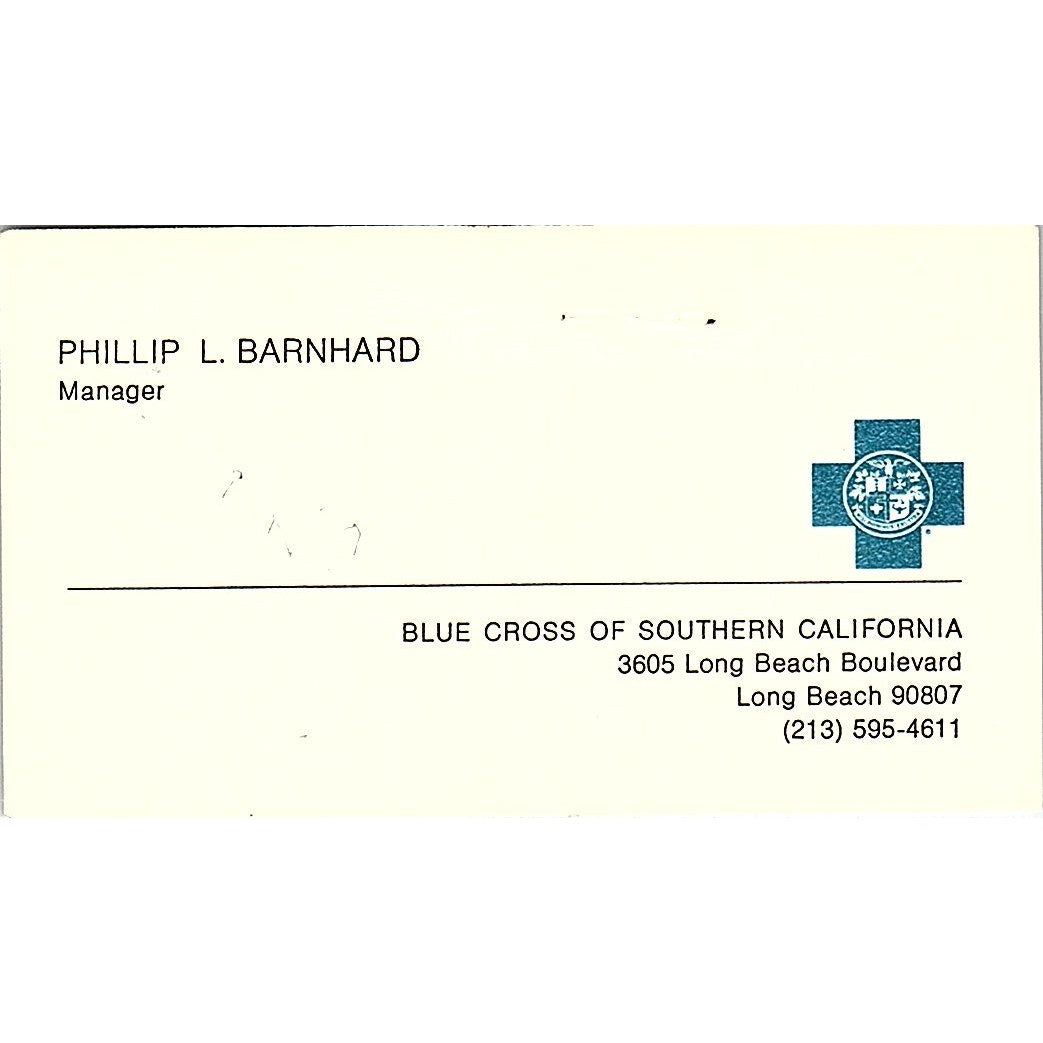 PHILLIP L. BARNHARD
Manager
BLUE CROSS OF SOUTHERN CALIFORNIA
3605 Long Beach Boulevard
Long Beach 90807
(213) 595-4611